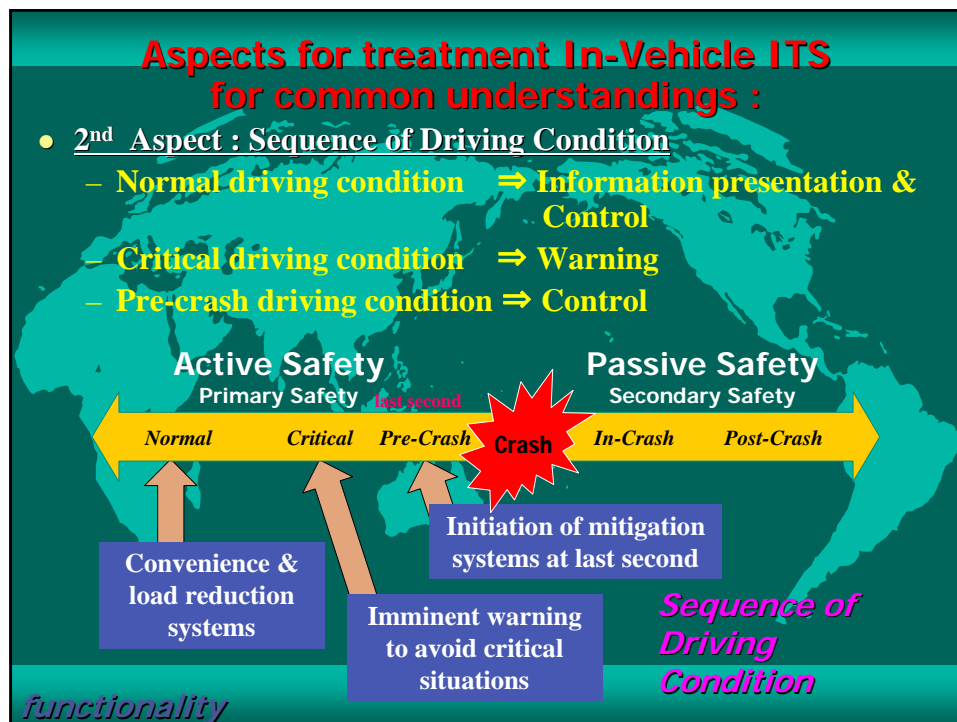 Aspects for treatment In-Vehicle ITS
for common understandings :
● 2nd Aspect : Sequence of Driving Condition
– Normal driving condition ⇒ Information presentation &
Control
– Critical driving condition ⇒ Warning
– Pre-crash driving condition ⇒ Control
Active Safety
Primary Safety
last second
Passive Safety
Secondary Safety
Normal Critical Pre-Crash Crash In-Crash Post-Crash
Initiation of mitigation
systems at last second
Convenience &
load reduction
systems
Imminent warning
to avoid critical
situations
Sequence of
Driving
Condition
functionality